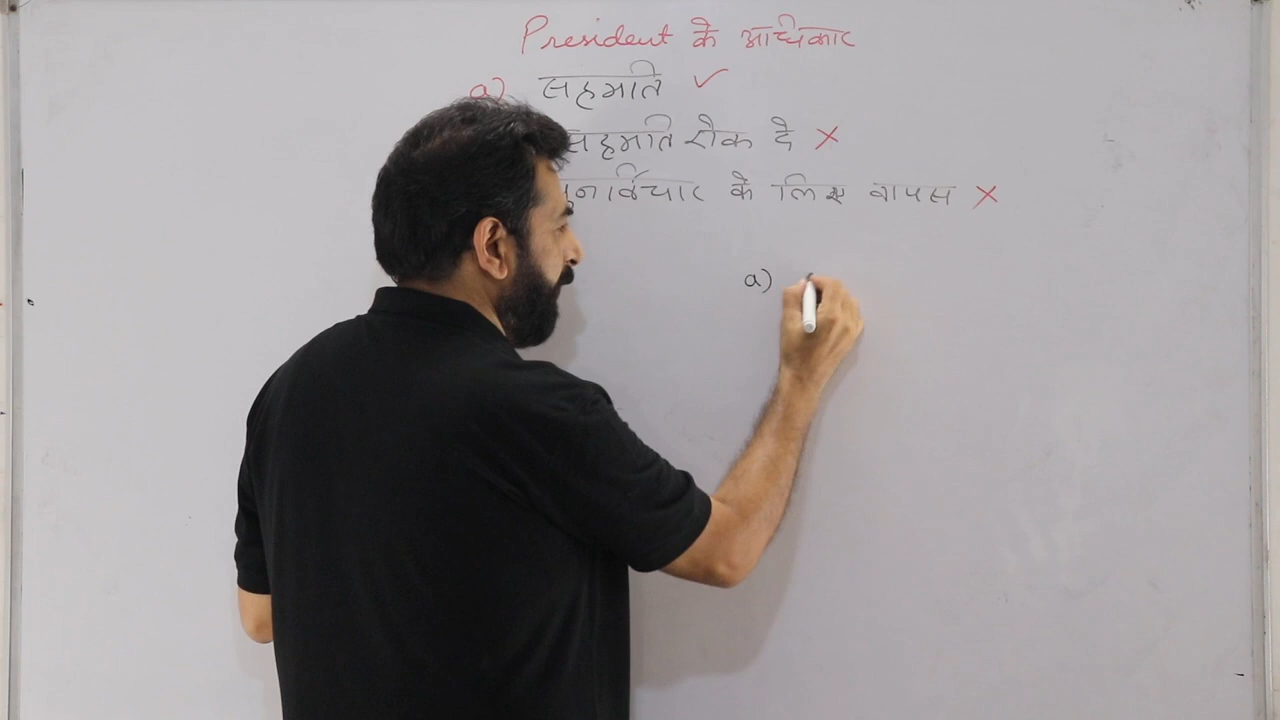 President के अधिकार
a) सहमति ✓
सहमति रोक दे ✗
पुनर्विचार के लिए वापस ✗
a)